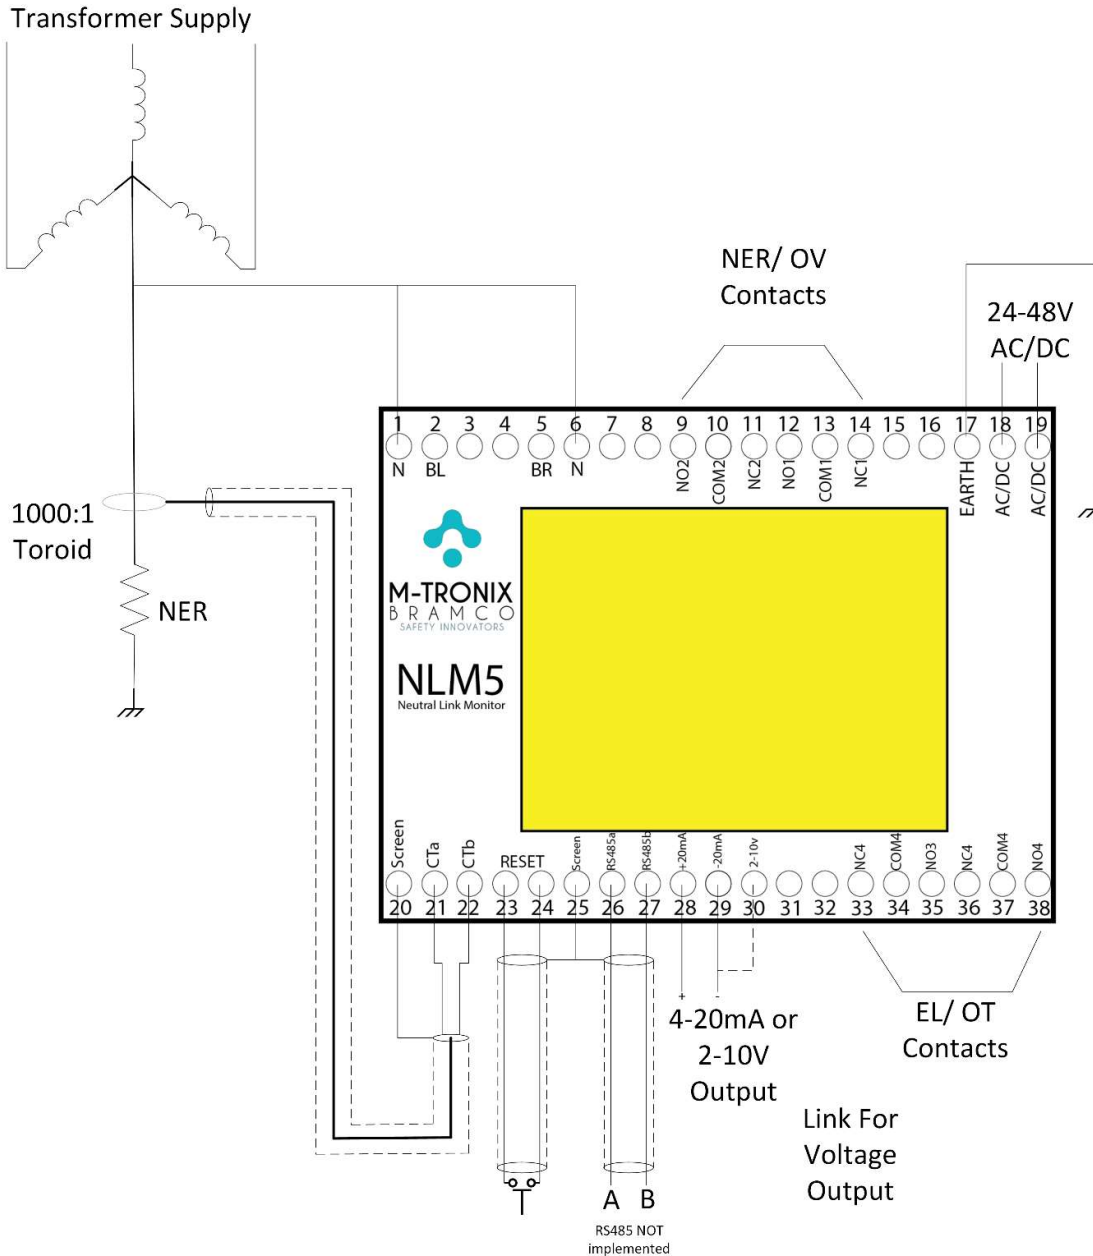 Transformer Supply
NER/ OV
Contacts
24-48V
AC/DC
1 2 3 4 5 6 7 8 9 10 11 12 13 14 15 16 17 18 19
N BL BR N NO2 COM2 NC2 NO1 COM1 NC1 EARTH AC/DC AC/DC
1000:1
Toroid
NER
M-TRONIX
BRAMCO
SAFETY INNOVATORS
NLM5
Neutral Link Monitor
Screen CTa CTb RESET Screen RS485a RS485b +20mA -20mA 2-10v NC4 COM4 NO3 NC4 COM4 NO4
20 21 22 23 24 25 26 27 28 29 30 31 32 33 34 35 36 37 38
+ -
4-20mA or
2-10V
Output
EL/ OT
Contacts
Link For
Voltage
Output
A B
RS485 NOT
implemented